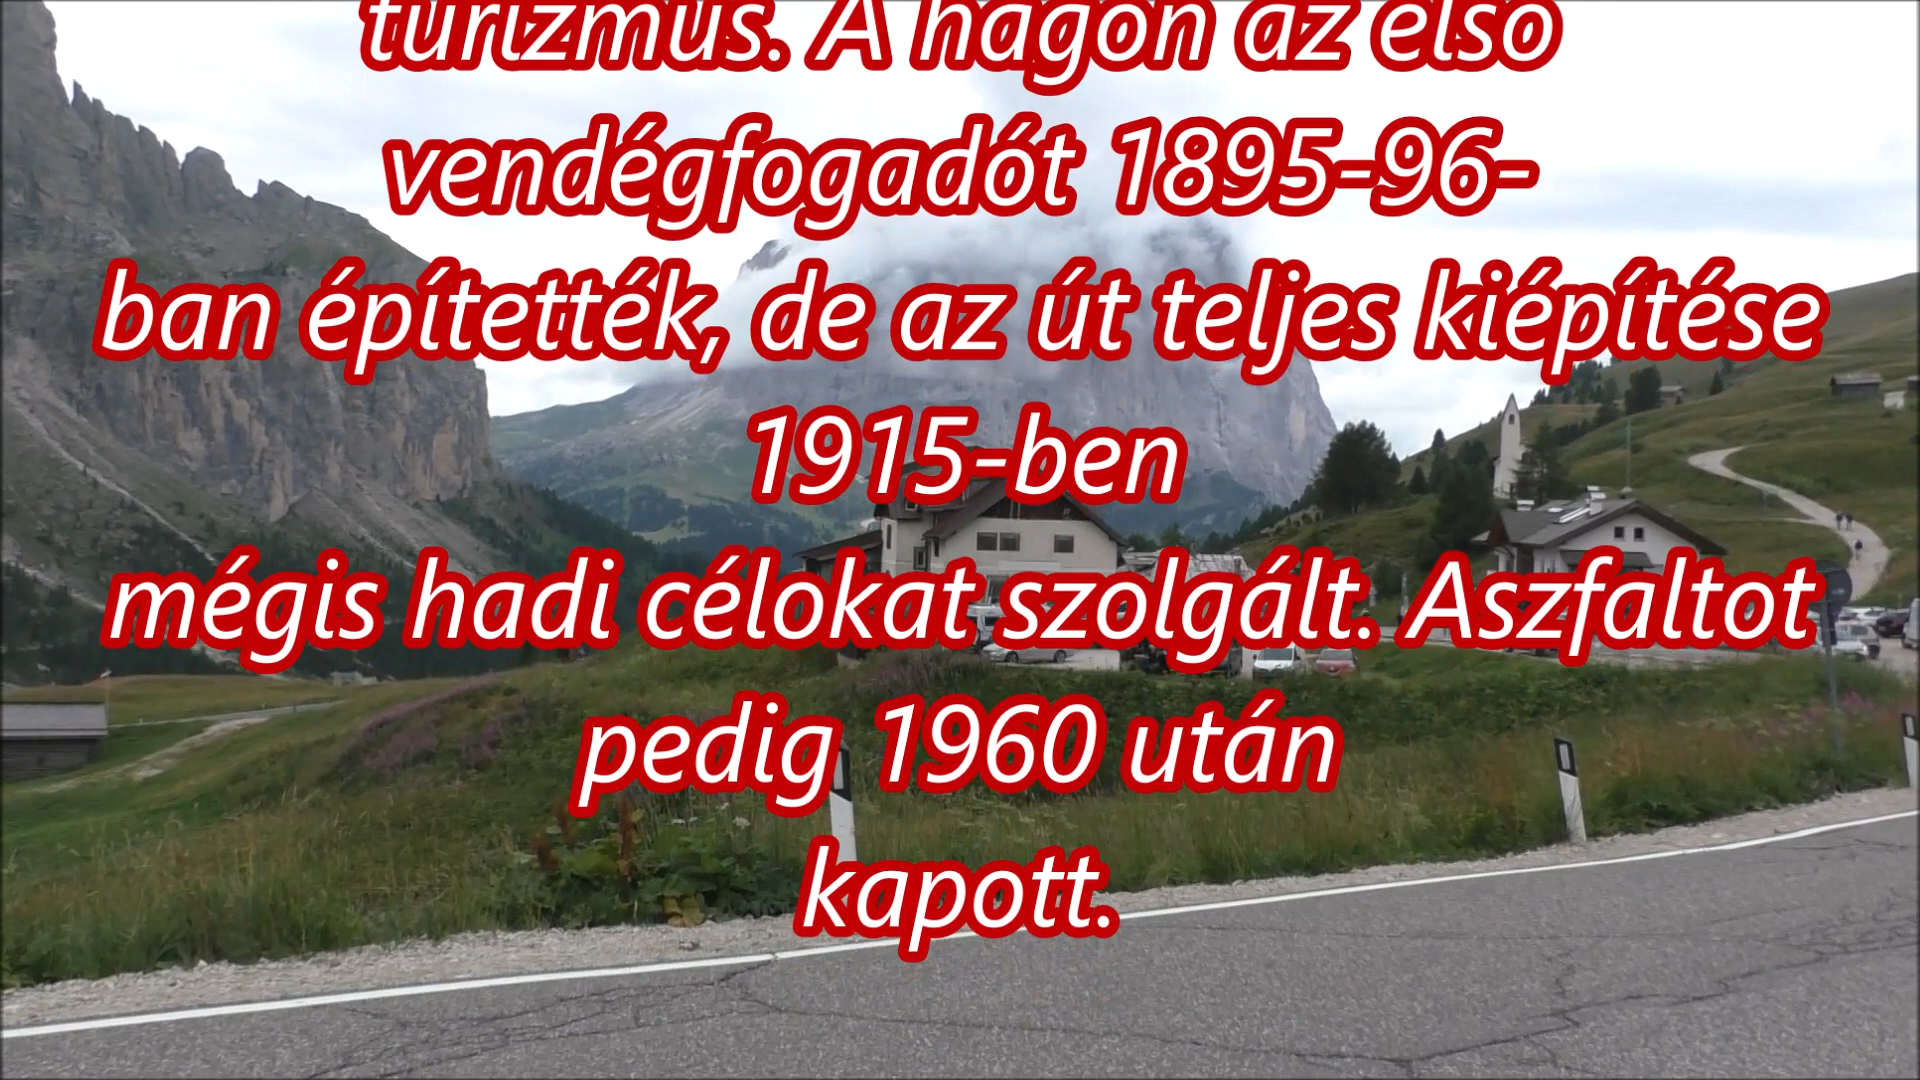 turizmus. A hágón az első
vendégfogadót 1895-96-
ban építették, de az út teljes kiépítése
1915-ben
mégis hadi célokat szolgált. Aszfaltot
pedig 1960 után
kapott.